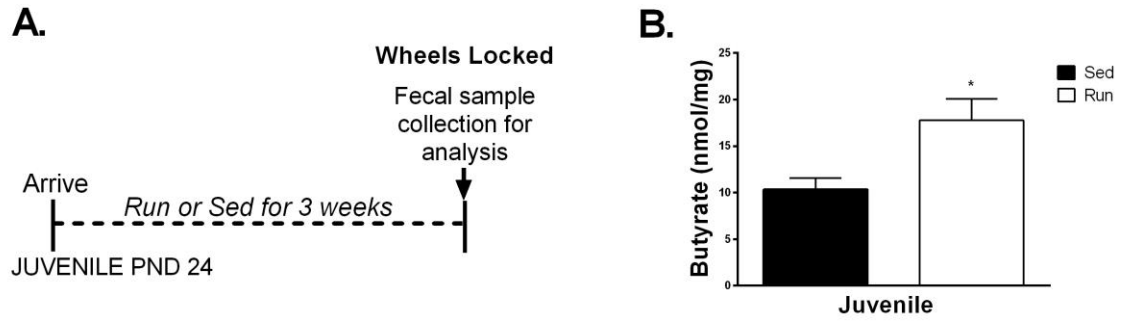 A.
Wheels Locked
Fecal sample
collection for
analysis
Arrive
Run or Sed for 3 weeks
JUVENILE PND 24
B.
Butyrate (nmol/mg)
25
20
15
10
5
0
*
Juvenile
Sed
Run